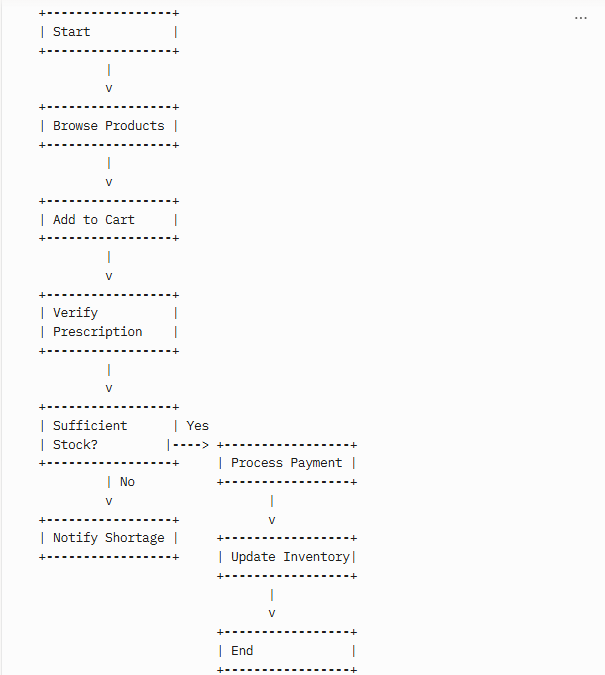 +-----------------+
| Start           |
+-----------------+
         |
         v
+-----------------+
| Browse Products |
+-----------------+
         |
         v
+-----------------+
| Add to Cart     |
+-----------------+
         |
         v
+-----------------+
| Verify          |
| Prescription    |
+-----------------+
         |
         v
+-----------------+
| Sufficient      | Yes
| Stock?         |----> +-----------------+
+-----------------+     | Process Payment |
         | No           +-----------------+
         v                     |
+-----------------+            v
| Notify Shortage |     +-----------------+
+-----------------+     | Update Inventory|
                        +-----------------+
                               |
                               v
                        +-----------------+
                        | End             |
                        +-----------------+